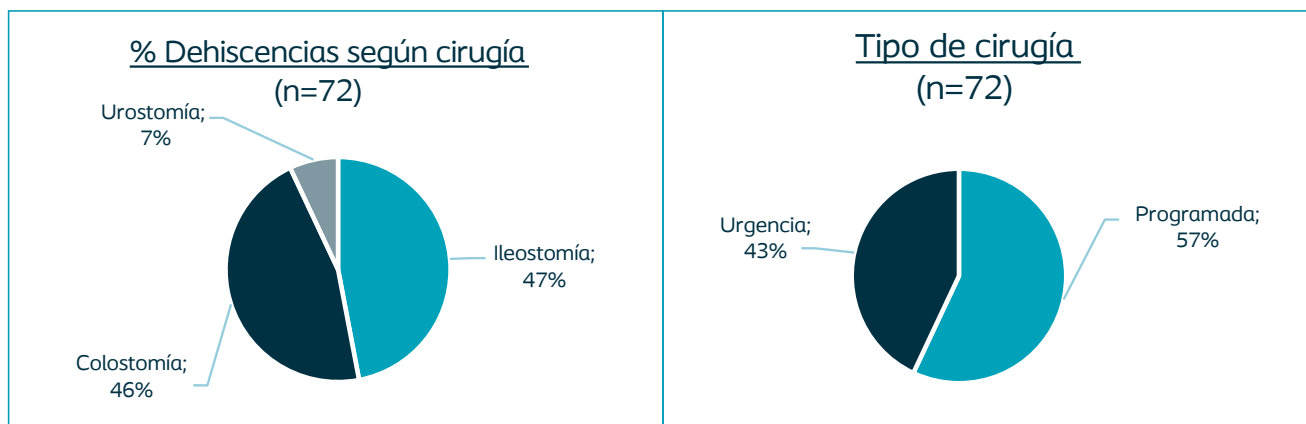 % Dehiscencias según cirugía
(n=72)
Urostomía;
7%
Ileostomía;
47%
Colostomía;
46%
Tipo de cirugía
(n=72)
Urgencia;
43%
Programada;
57%